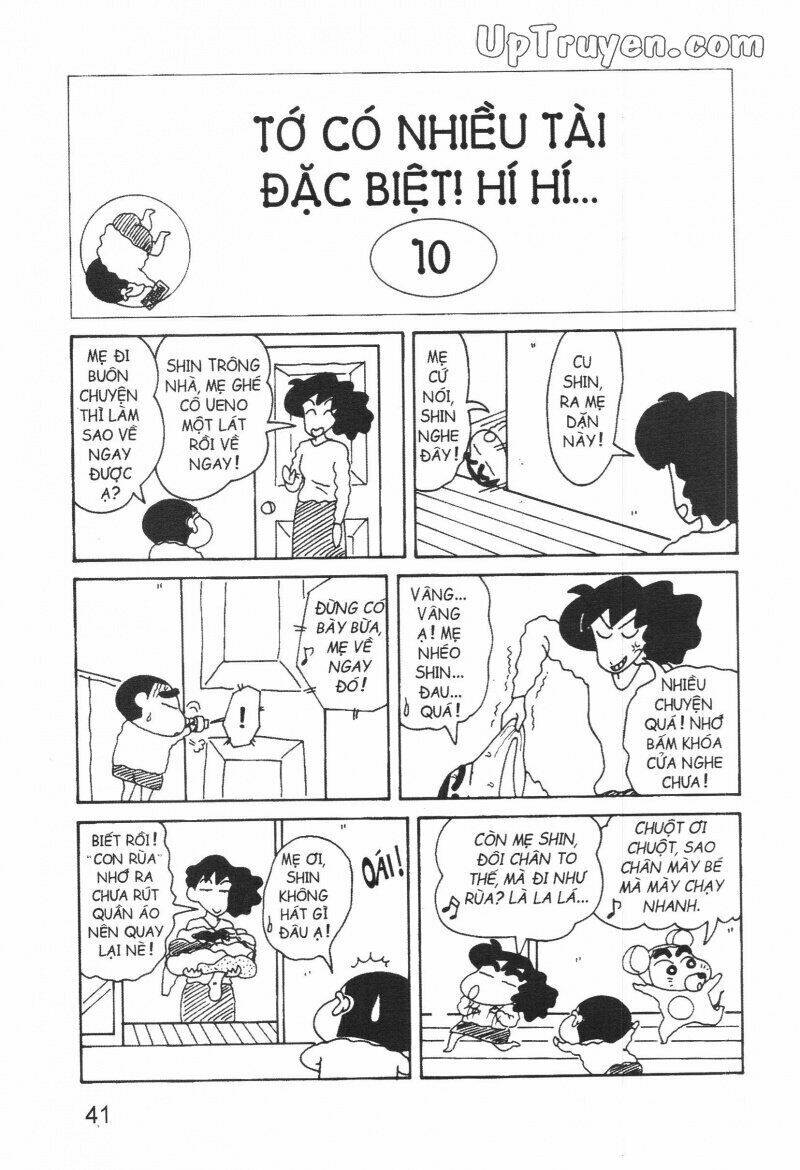 UpTruyen.com
TỚ CÓ NHIỀU TÀI
ĐẶC BIỆT! HÍ HÍ...
10
CU
SHIN,
RA MẸ
DẶN
NÀY!
MẸ
CỨ
NÓI,
SHIN
NGHE
ĐÂY!
SHIN TRÔNG
NHÀ, MẸ GHÉ
CÔ UENO
MỘT LÁT
RỒI VỀ
NGAY!
MẸ ĐI
BUÔN
CHUYỆN
THÌ LÀM
SAO VỀ
NGAY
ĐƯỢC
Ạ?
NHIỀU
CHUYỆN
QUÁ! NHỚ
BẤM KHÓA
CỬA NGHE
CHƯA!
VÂNG...
VÂNG
Ạ! MẸ
NHÉO
SHIN...
ĐAU...
QUÁ!
ĐỪNG CÓ
BÀY BỪA,
MẸ VỀ
NGAY
ĐÓ!
!
CHUỘT ƠI
CHUỘT, SAO
CHÂN MÀY BÉ
MÀ MÀY CHẠY
NHANH.
CÒN MẸ SHIN,
ĐÔI CHÂN TO
THẾ, MÀ ĐI NHƯ
RÙA? LÀ LA LÁ...
OÁI!
MẸ ƠI,
SHIN
KHÔNG
HÁT GÌ
ĐÂU Ạ!
BIẾT RỒI!
"CON RÙA"
NHỚ RA
CHƯA RÚT
QUẦN ÁO
NÊN QUAY
LẠI NÈ!
41